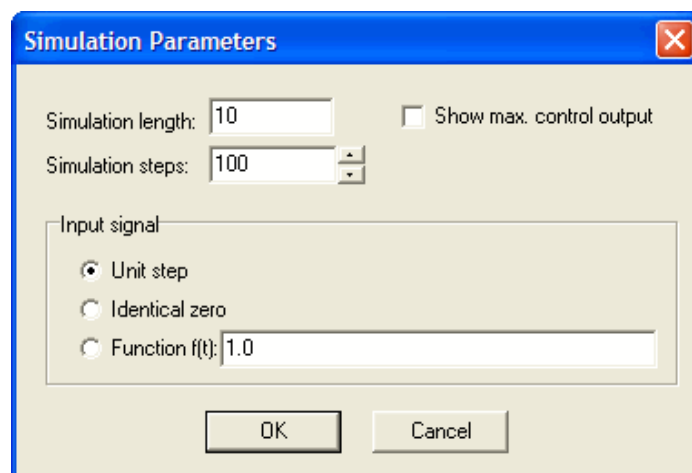 Simulation Parameters
Simulation length: 10
Show max. control output
Simulation steps: 100
Input signal
Unit step
Identical zero
Function f(t): 1.0
OK
Cancel